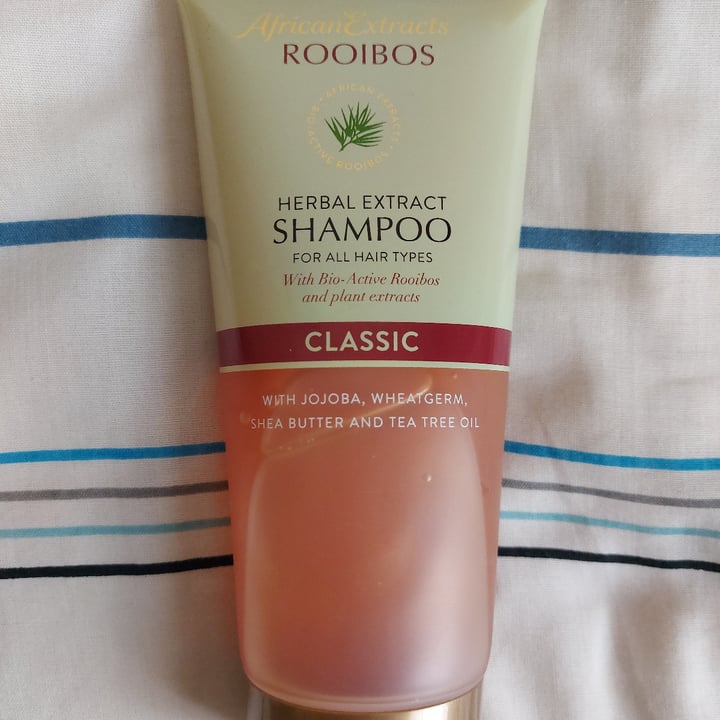 African Extracts
ROOIBOS
• AFRICAN EXTRACTS •
BIO-ACTIVE ROOIBOS
HERBAL EXTRACT
SHAMPOO
FOR ALL HAIR TYPES
With Bio-Active Rooibos
and plant extracts
CLASSIC
WITH JOJOBA, WHEATGERM,
SHEA BUTTER AND TEA TREE OIL